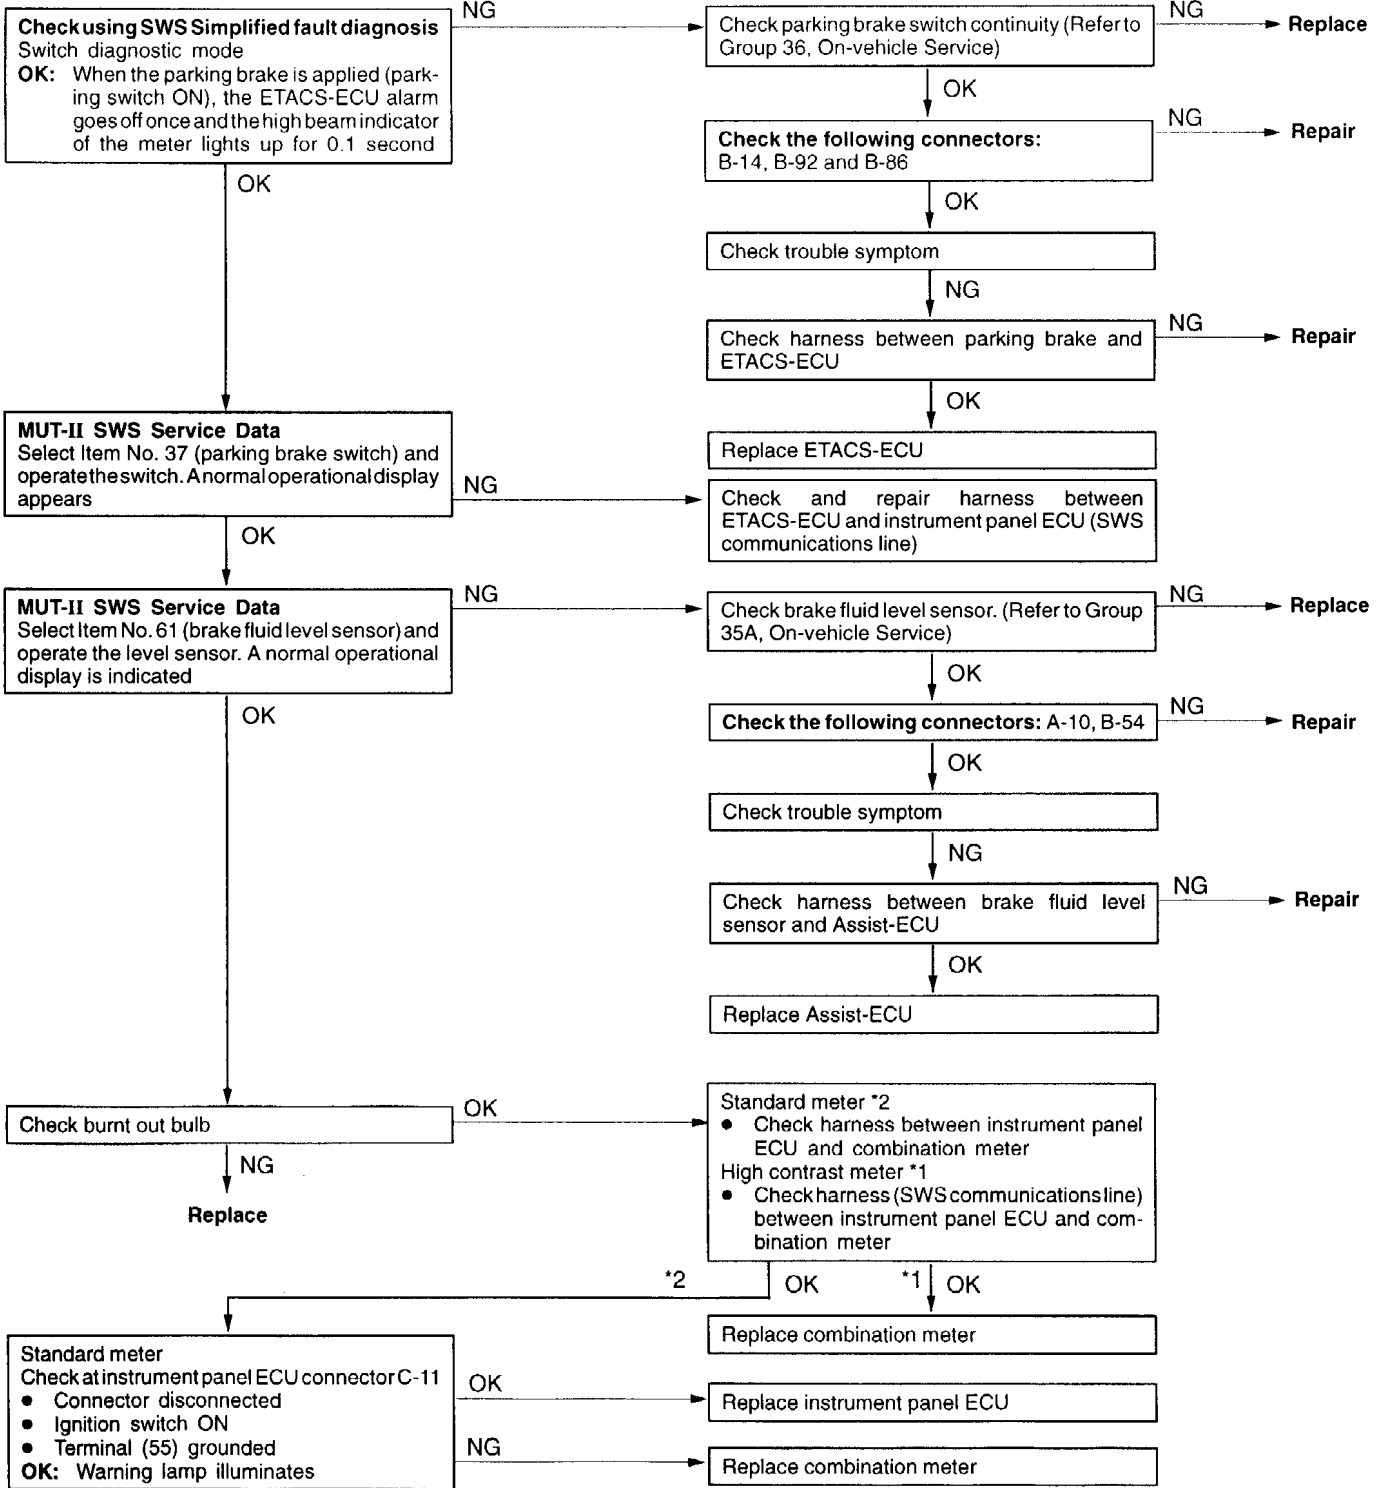 Check using SWS Simplified fault diagnosis
Switch diagnostic mode
OK: When the parking brake is applied (park-
ing switch ON), the ETACS-ECU alarm
goes off once and the high beam indicator
of the meter lights up for 0.1 second
NG
Check parking brake switch continuity (Refer to
Group 36, On-vehicle Service)
NG
Replace
OK
OK
Check the following connectors:
B-14, B-92 and B-86
NG
Repair
OK
Check trouble symptom
NG
Check harness between parking brake and
ETACS-ECU
NG
Repair
OK
Replace ETACS-ECU
MUT-II SWS Service Data
Select Item No. 37 (parking brake switch) and
operate the switch. A normal operational display
appears
NG
Check and repair harness between
ETACS-ECU and instrument panel ECU (SWS
communications line)
OK
MUT-II SWS Service Data
Select Item No. 61 (brake fluid level sensor) and
operate the level sensor. A normal operational
display is indicated
NG
Check brake fluid level sensor. (Refer to Group
35A, On-vehicle Service)
NG
Replace
OK
OK
Check the following connectors: A-10, B-54
NG
Repair
OK
Check trouble symptom
NG
Check harness between brake fluid level
sensor and Assist-ECU
NG
Repair
OK
Replace Assist-ECU
Check burnt out bulb
OK
NG
Replace
Standard meter *2
● Check harness between instrument panel
ECU and combination meter
High contrast meter *1
● Check harness (SWS communications line)
between instrument panel ECU and com-
bination meter
*2
OK
*1
OK
Replace combination meter
Standard meter
Check at instrument panel ECU connector C-11
● Connector disconnected
● Ignition switch ON
● Terminal (55) grounded
OK: Warning lamp illuminates
OK
Replace instrument panel ECU
NG
Replace combination meter